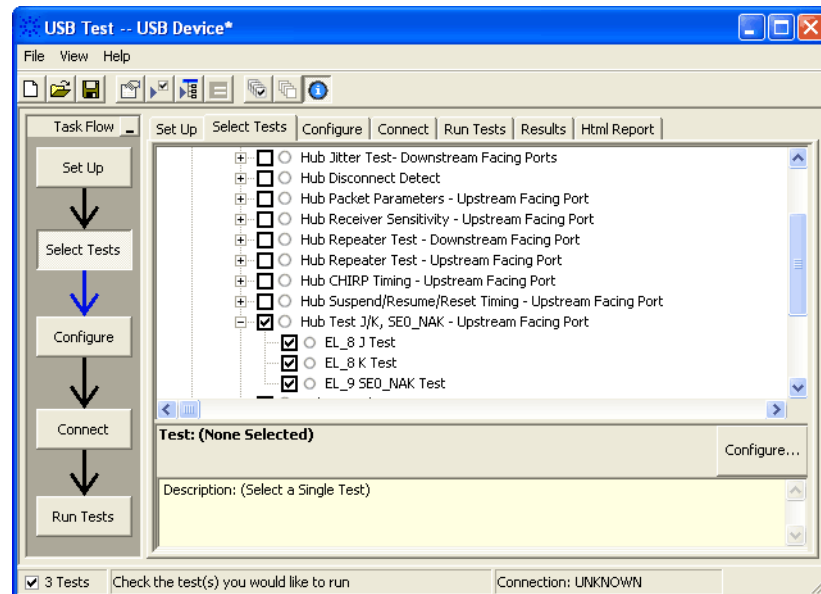 USB Test -- USB Device*
File View Help
Task Flow
Set Up
Select Tests
Configure
Connect
Run Tests
Set Up Select Tests Configure Connect Run Tests Results Html Report
Hub Jitter Test- Downstream Facing Ports
Hub Disconnect Detect
Hub Packet Parameters - Upstream Facing Port
Hub Receiver Sensitivity - Upstream Facing Port
Hub Repeater Test - Downstream Facing Port
Hub Repeater Test - Upstream Facing Port
Hub CHIRP Timing - Upstream Facing Port
Hub Suspend/Resume/Reset Timing - Upstream Facing Port
Hub Test J/K, SE0_NAK - Upstream Facing Port
EL_8 J Test
EL_8 K Test
EL_9 SE0_NAK Test
Test: (None Selected)
Configure...
Description: (Select a Single Test)
3 Tests Check the test(s) you would like to run Connection: UNKNOWN